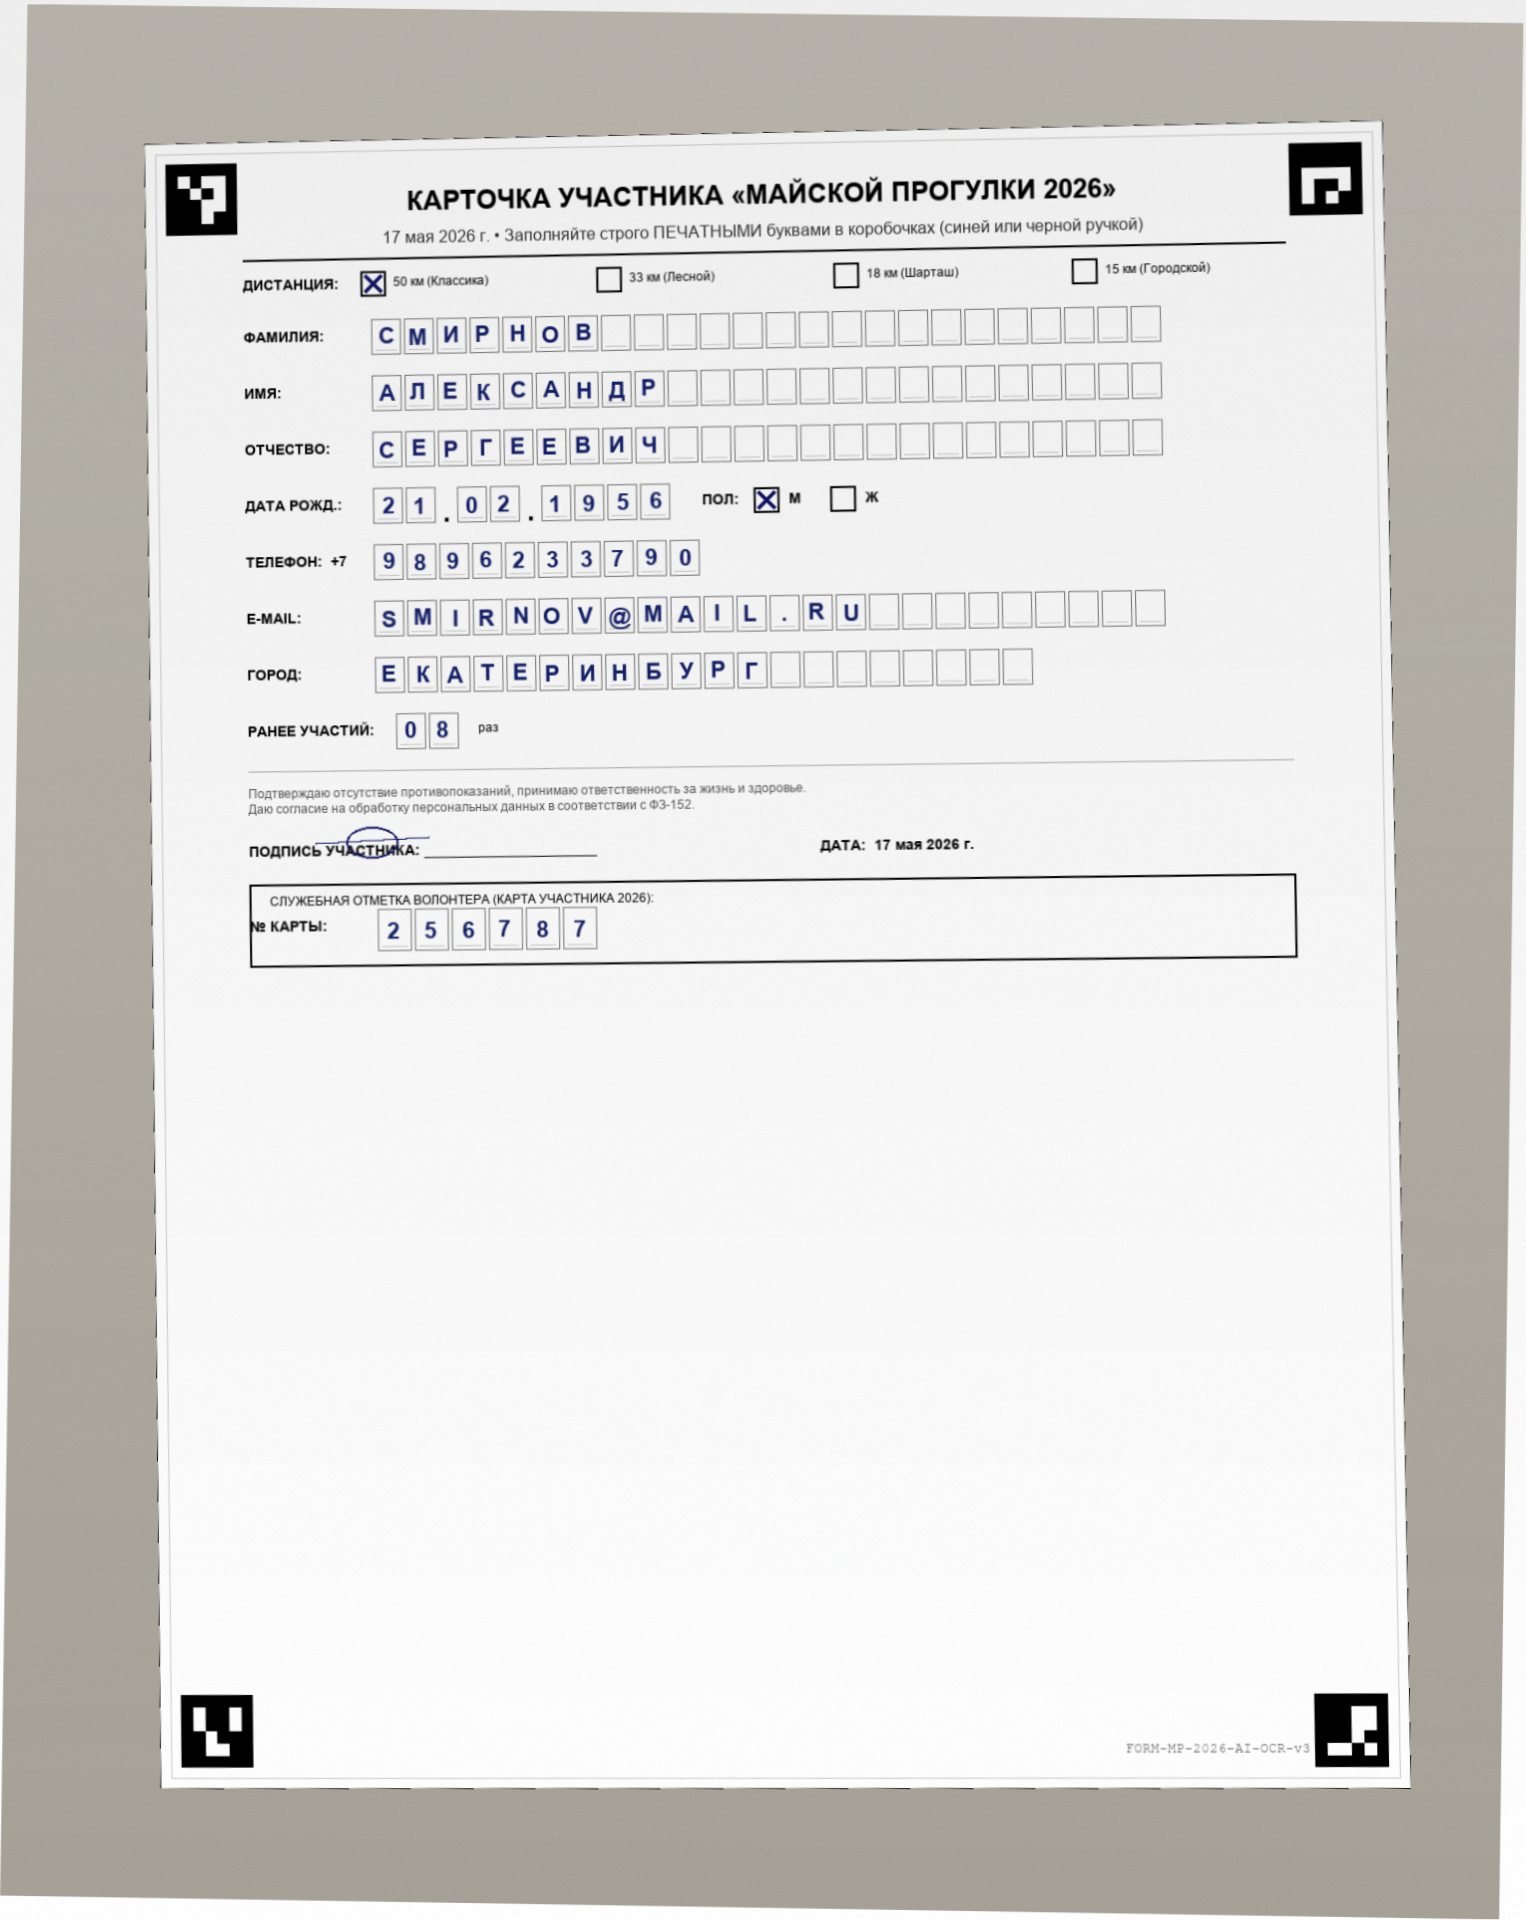 КАРТОЧКА УЧАСТНИКА «МАЙСКОЙ ПРОГУЛКИ 2026»
17 мая 2026 г. • Заполняйте строго ПЕЧАТНЫМИ буквами в коробочках (синей или черной ручкой)
ДИСТАНЦИЯ: 50 км (Классика) 33 км (Лесной) 18 км (Шарташ) 15 км (Городской)
ФАМИЛИЯ: СМИРНОВ
ИМЯ: АЛЕКСАНДР
ОТЧЕСТВО: СЕРГЕЕВИЧ
ДАТА РОЖД.: 21.02.1956 ПОЛ: М Ж
ТЕЛЕФОН: +7 9896233790
E-MAIL: SMIRNOV@MAIL.RU
ГОРОД: ЕКАТЕРИНБУРГ
РАНЕЕ УЧАСТИЙ: 08 раз
Подтверждаю отсутствие противопоказаний, принимаю ответственность за жизнь и здоровье.
Даю согласие на обработку персональных данных в соответствии с ФЗ-152.
ПОДПИСЬ УЧАСТНИКА: ДАТА: 17 мая 2026 г.
СЛУЖЕБНАЯ ОТМЕТКА ВОЛОНТЕРА (КАРТА УЧАСТНИКА 2026):
№ КАРТЫ: 256787
FORM-MP-2026-AI-OCR-v3